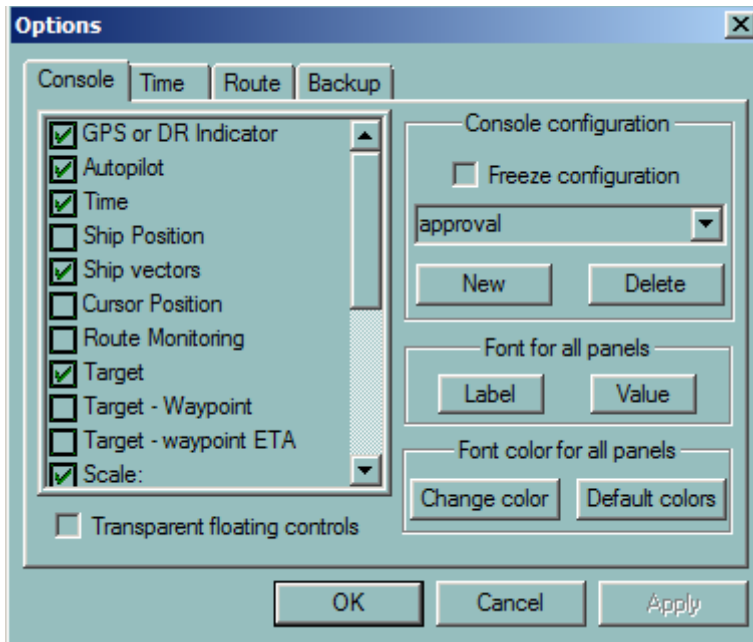 Options
Console Time Route Backup
GPS or DR Indicator
Autopilot
Time
Ship Position
Ship vectors
Cursor Position
Route Monitoring
Target
Target - Waypoint
Target - waypoint ETA
Scale:
Transparent floating controls
Console configuration
Freeze configuration
approval
New Delete
Font for all panels
Label Value
Font color for all panels
Change color Default colors
OK Cancel Apply